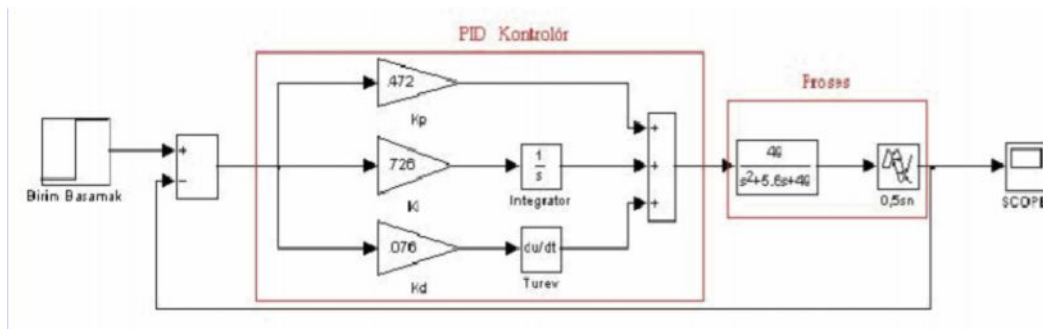 PID Kontrolór
Proses
.472
Kp
Birim Basamak
+
−
.726
Ki
1
s
Integrator
.076
Kd
du/dt
Turev
+
+
+
49
s²+5.6s+49
0,5sn
SCOPE